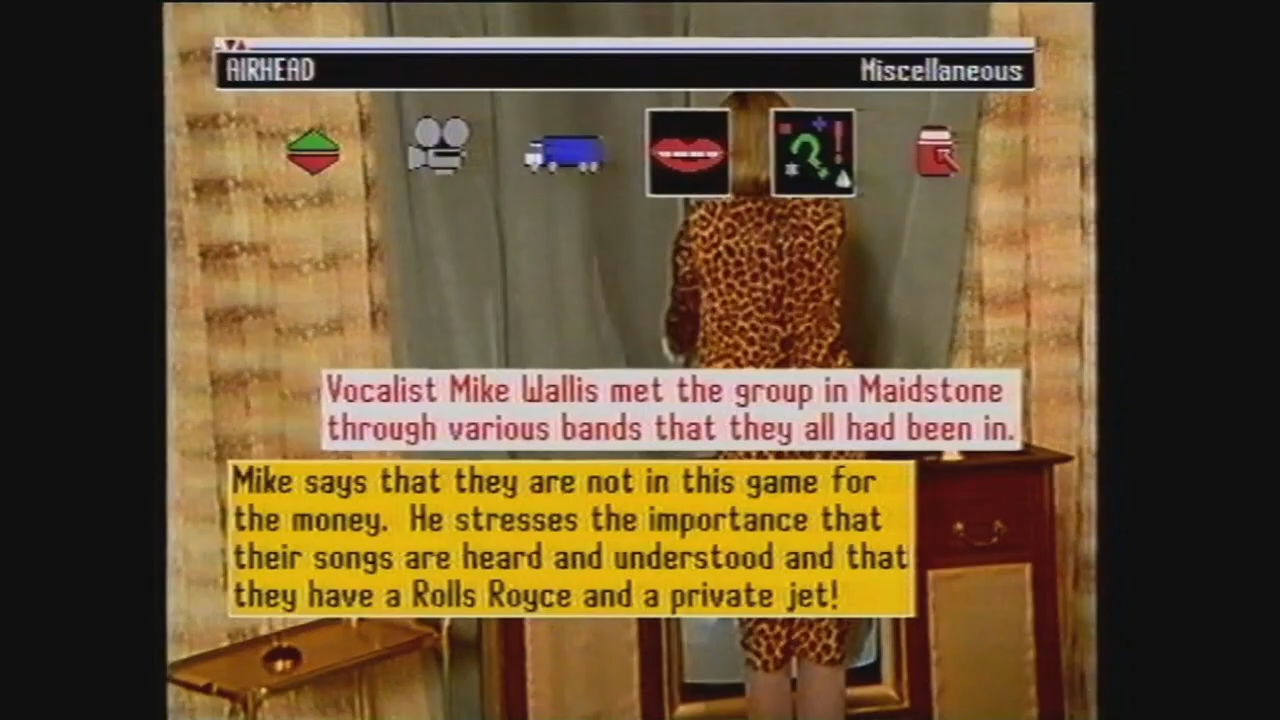 AIRHEAD
Miscellaneous
Vocalist Mike Wallis met the group in Maidstone
through various bands that they all had been in.
Mike says that they are not in this game for
the money. He stresses the importance that
their songs are heard and understood and that
they have a Rolls Royce and a private jet!